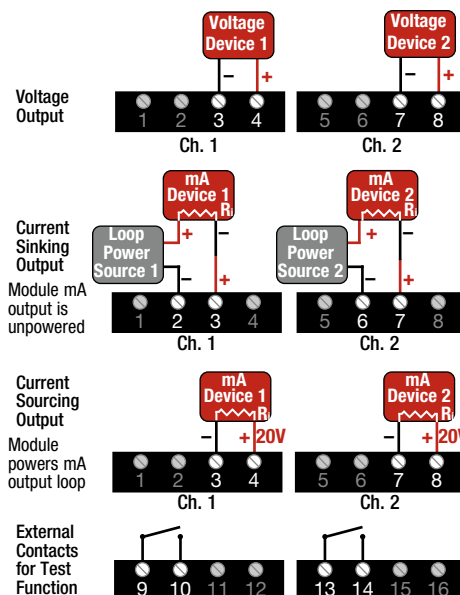 Voltage
Device 1
Voltage
Device 2
− +
− +
Voltage
Output
1 2 3 4
5 6 7 8
Ch. 1
Ch. 2
mA
Device 1
Ri
mA
Device 2
Ri
Current
Sinking
Output
Module mA
output is
unpowered
Loop
Power
Source 1
+ −
− +
Loop
Power
Source 2
+ −
− +
1 2 3 4
5 6 7 8
Ch. 1
Ch. 2
Current
Sourcing
Output
Module
powers mA
output loop
mA
Device 1
Ri
− + 20V
mA
Device 2
Ri
− + 20V
1 2 3 4
5 6 7 8
Ch. 1
Ch. 2
External
Contacts
for Test
Function
9 10 11 12
13 14 15 16